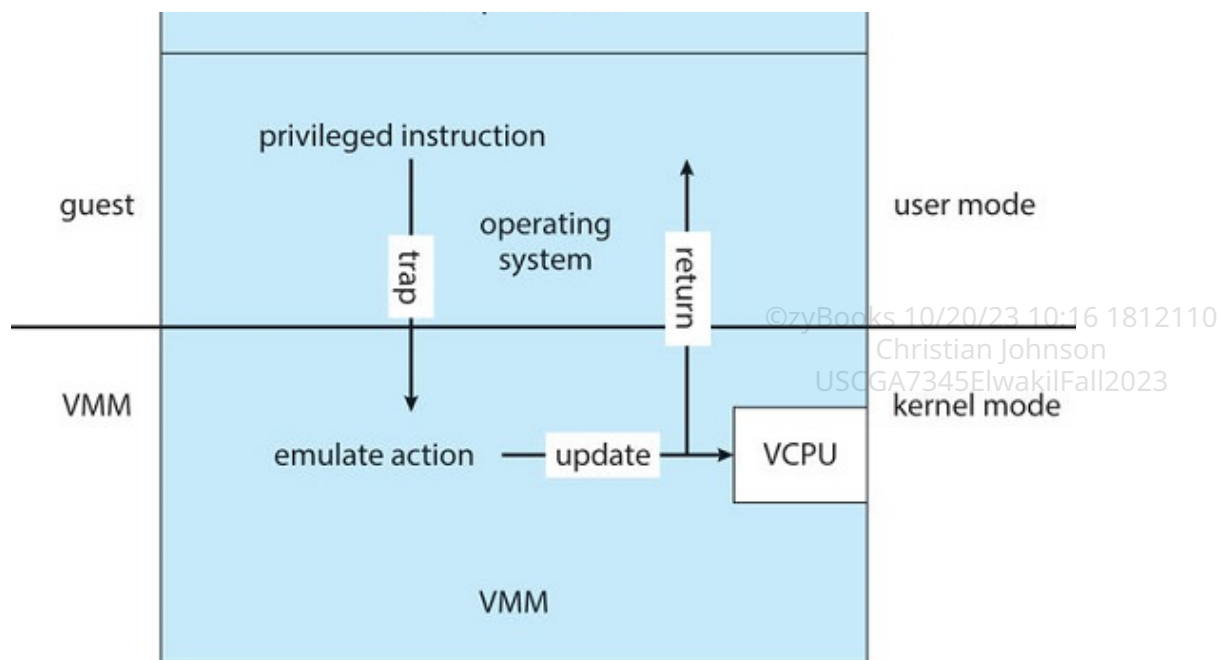 privileged instruction
guest
user mode
operating
system
trap
return
©zyBooks 10/20/23 10:16 1812110
Christian Johnson
USCGA7345ElwakilFall2023
VMM
kernel mode
emulate action
update
VCPU
VMM